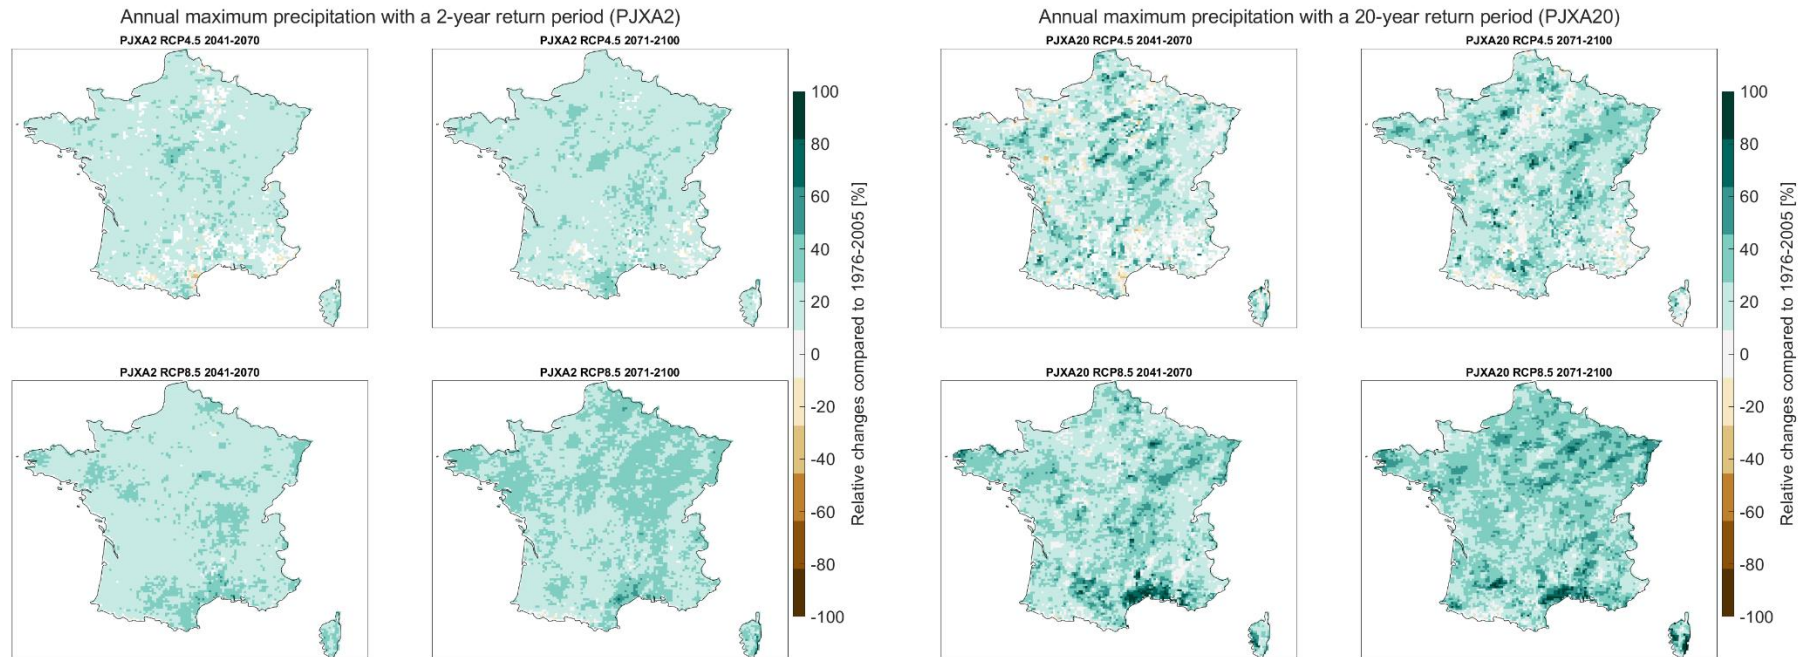 Annual maximum precipitation with a 2-year return period (PJXA2)
Annual maximum precipitation with a 20-year return period (PJXA20)
PJXA2 RCP4.5 2041-2070
PJXA2 RCP4.5 2071-2100
PJXA20 RCP4.5 2041-2070
PJXA20 RCP4.5 2071-2100
100
80
60
40
20
0
-20
-40
-60
-80
-100
Relative changes compared to 1976-2005 [%]
100
80
60
40
20
0
-20
-40
-60
-80
-100
Relative changes compared to 1976-2005 [%]
PJXA2 RCP8.5 2041-2070
PJXA2 RCP8.5 2071-2100
PJXA20 RCP8.5 2041-2070
PJXA20 RCP8.5 2071-2100